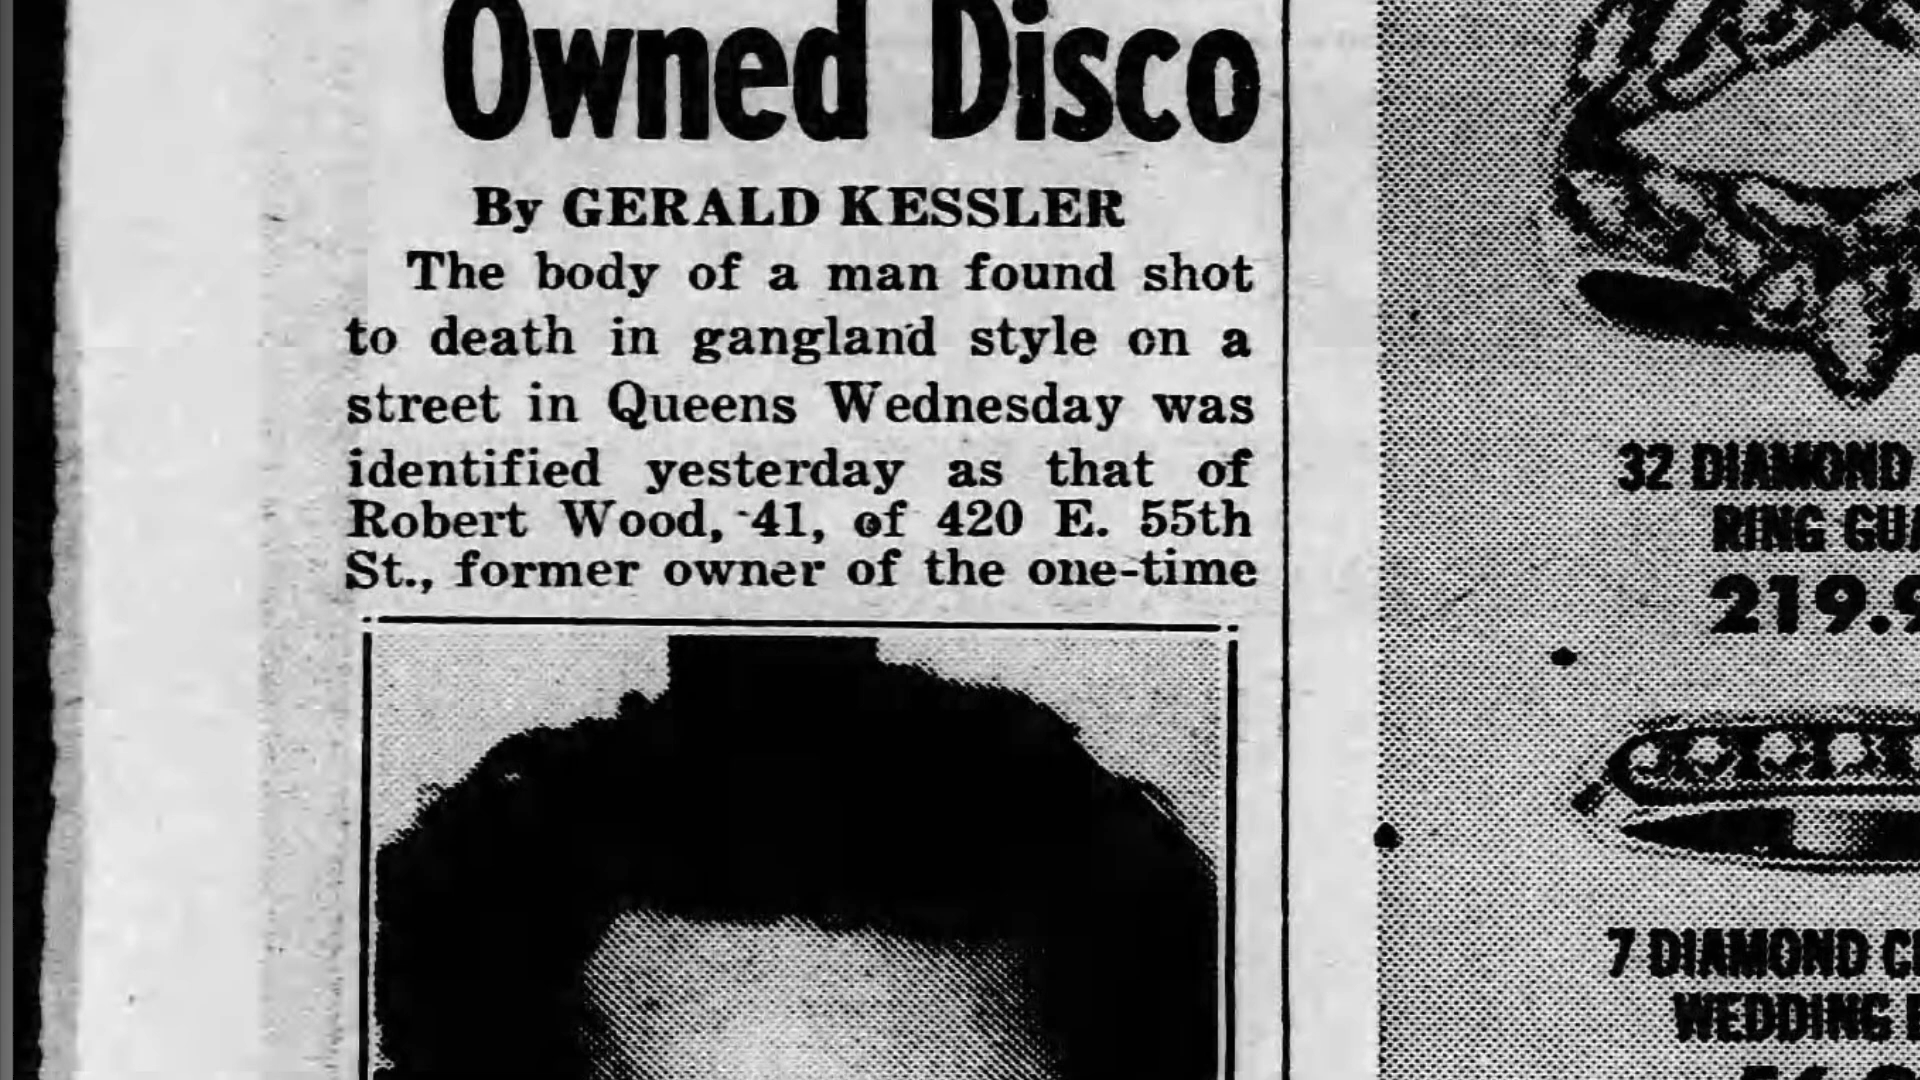 Owned Disco
By GERALD KESSLER
The body of a man found shot
to death in gangland style on a
street in Queens Wednesday was
identified yesterday as that of
Robert Wood, 41, of 420 E. 55th
St., former owner of the one-time
32 DIAMOND
RING
219.9
7 DIAMOND
WEDDING